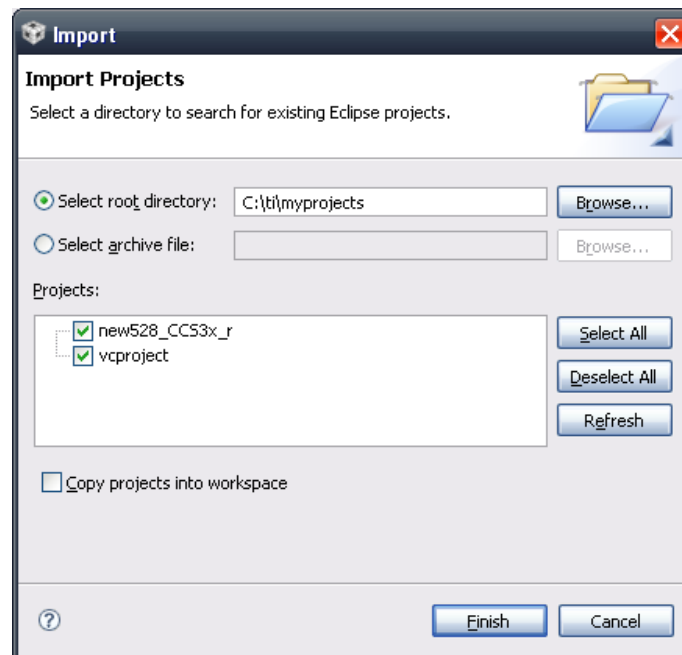 Import
Import Projects
Select a directory to search for existing Eclipse projects.
Select root directory: C:\ti\myprojects Browse...
Select archive file: Browse...
Projects:
new528_CCS3x_r
vcproject
Select All
Deselect All
Refresh
Copy projects into workspace
? Finish Cancel